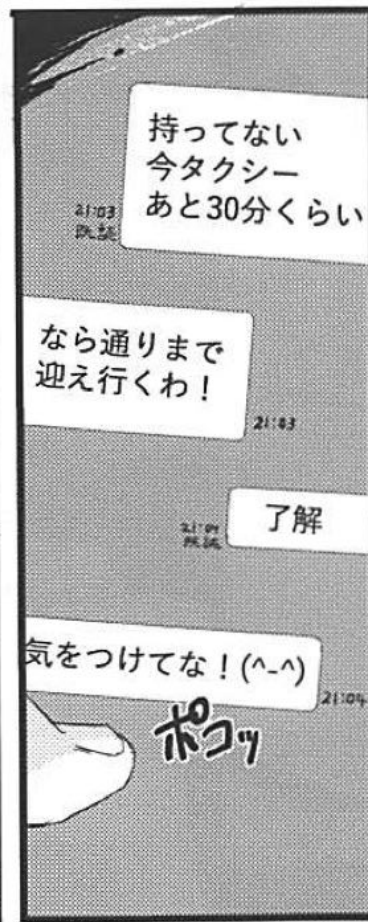 持ってない
今タクシー
あと30分くらい
21:03
既読
なら通りまで
迎え行くわ！
21:03
了解
21:04
既読
気をつけてな！(^-^)
21:04
ポコッ